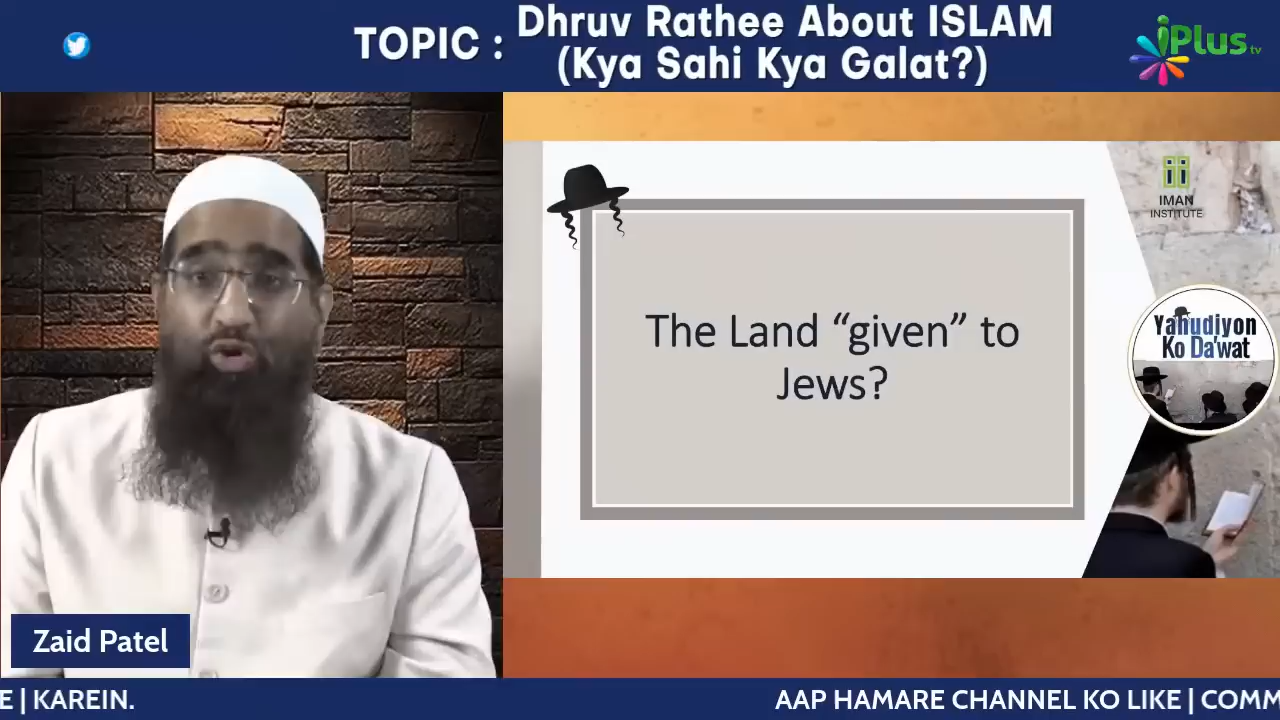 TOPIC :
Dhruv Rathee About ISLAM
(Kya Sahi Kya Galat?)
iPlus tv
IMAN
INSTITUTE
The Land “given” to
Jews?
Yahudiyon
Ko Da'wat
Zaid Patel
E | KAREIN.
AAP HAMARE CHANNEL KO LIKE | COMM